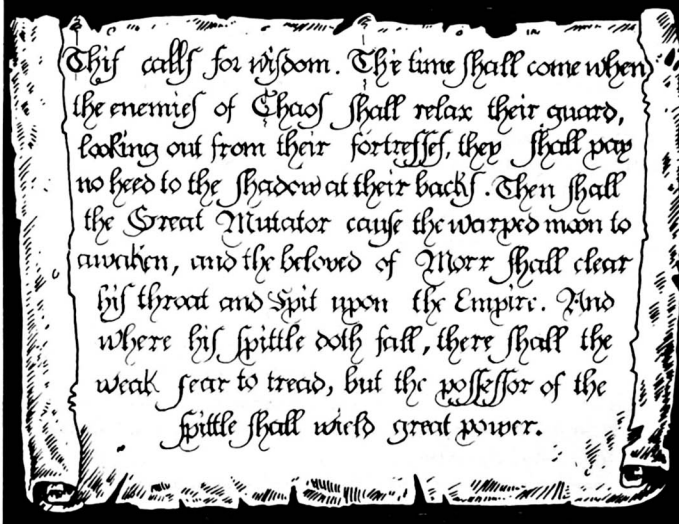 This calls for wisdom. The time shall come when
the enemies of Chaos shall relax their guard,
looking out from their fortresses, they shall pay
no heed to the shadow at their backs. Then shall
the Great Mutator cause the warped moon to
awaken, and the beloved of Morr shall clear
his throat and Spit upon the Empire. And
where his spittle doth fall, there shall the
weak fear to tread, but the possessor of the
spittle shall wield great power.